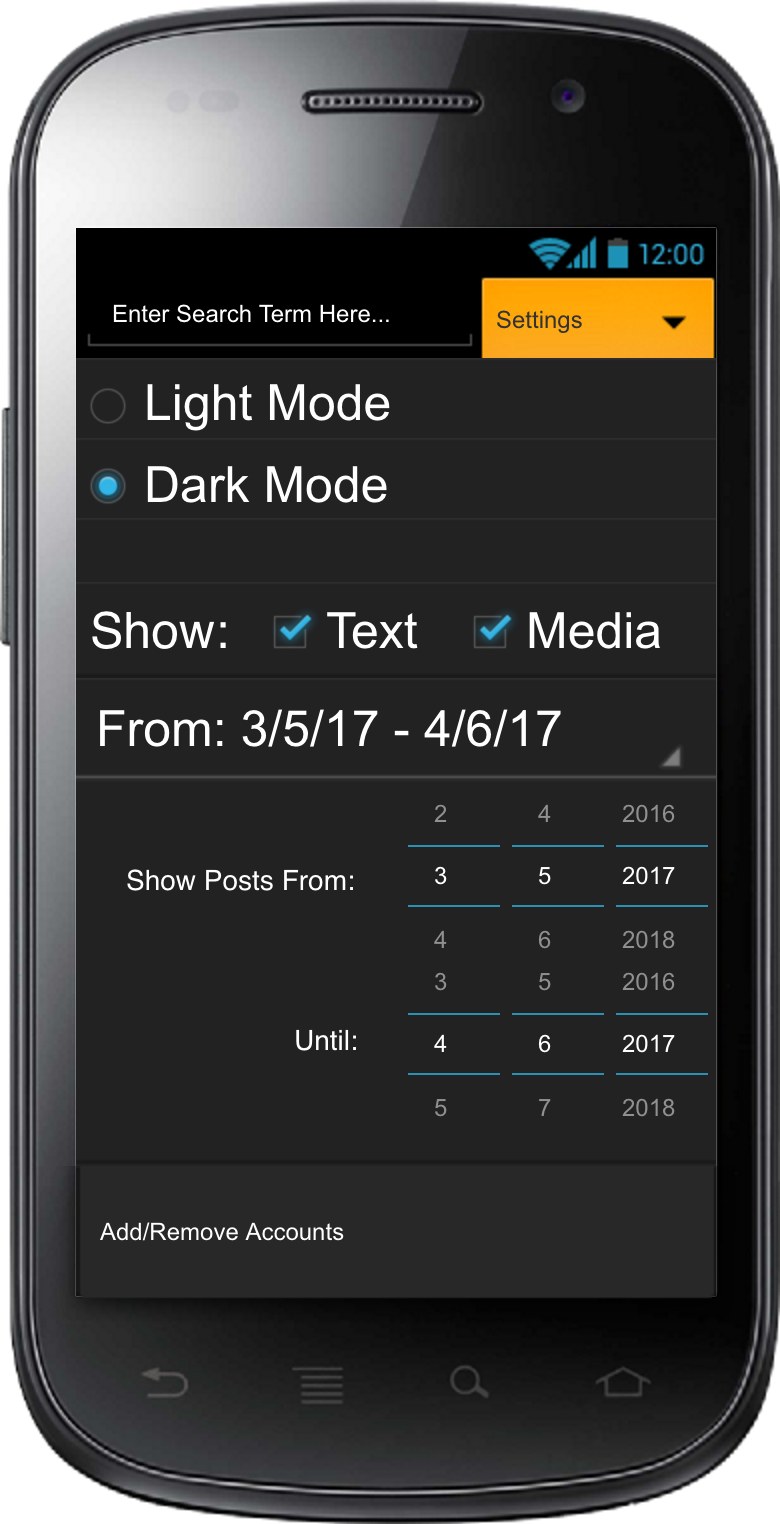 12:00
Enter Search Term Here...
Settings
Light Mode
Dark Mode
Show: Text Media
From: 3/5/17 - 4/6/17
2 4 2016
Show Posts From: 3 5 2017
4 6 2018
3 5 2016
Until: 4 6 2017
5 7 2018
Add/Remove Accounts